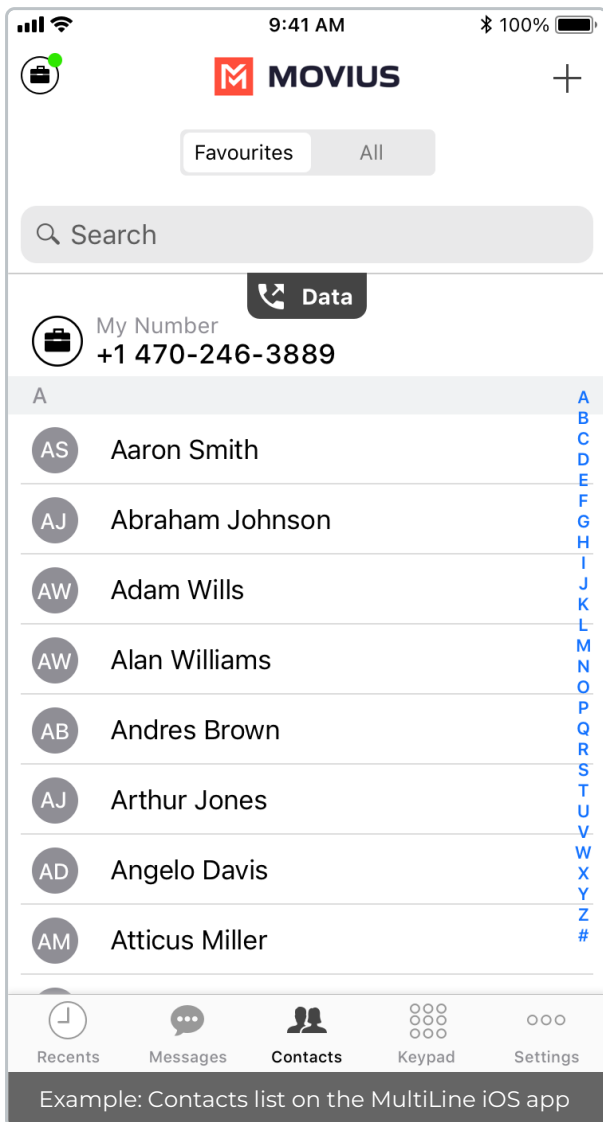 9:41 AM
100%
MOVIUS
Favourites
All
Search
Data
My Number
+1 470-246-3889
A
AS Aaron Smith
AJ Abraham Johnson
AW Adam Wills
AW Alan Williams
AB Andres Brown
AJ Arthur Jones
AD Angelo Davis
AM Atticus Miller
A
B
C
D
E
F
G
H
I
J
K
L
M
N
O
P
Q
R
S
T
U
V
W
X
Y
Z
#
Recents
Messages
Contacts
Keypad
Settings
Example: Contacts list on the MultiLine iOS app